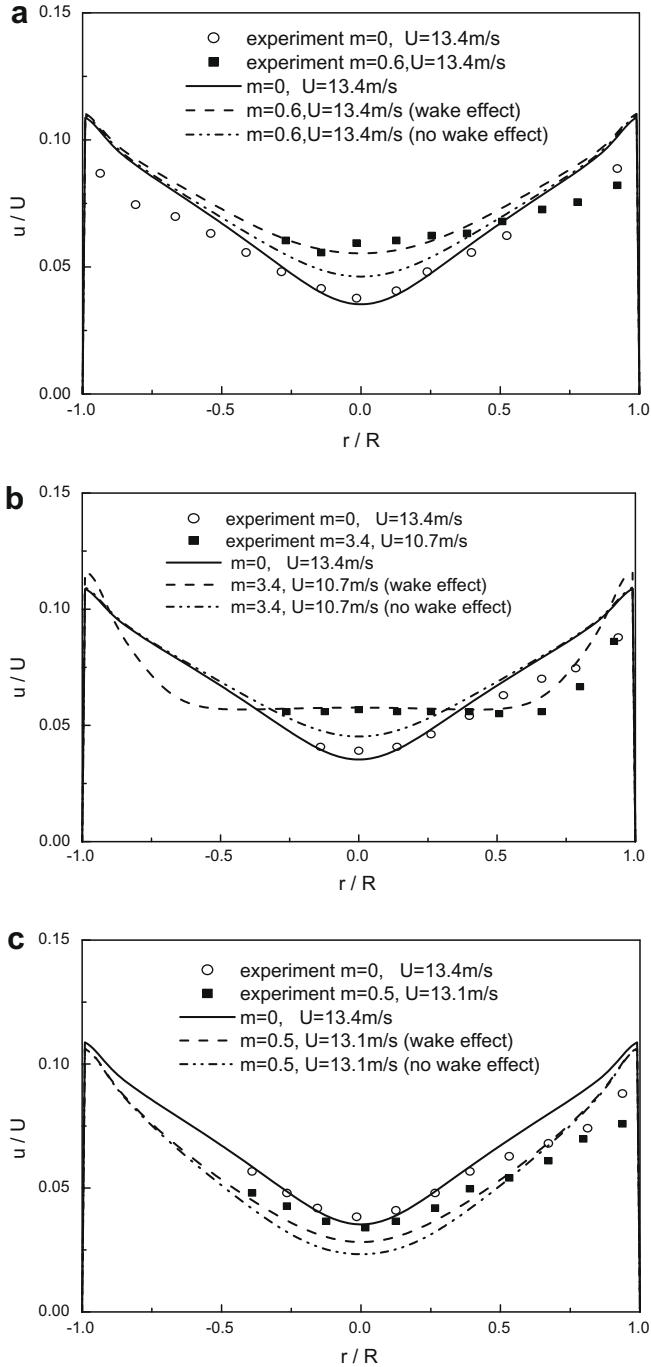 a
0.15
experiment m=0, U=13.4m/s
experiment m=0.6,U=13.4m/s
m=0, U=13.4m/s
m=0.6,U=13.4m/s (wake effect)
m=0.6,U=13.4m/s (no wake effect)
0.10
u / U
0.05
0.00
-1.0 -0.5 0.0 0.5 1.0
r / R
b
0.15
experiment m=0, U=13.4m/s
experiment m=3.4, U=10.7m/s
m=0, U=13.4m/s
m=3.4, U=10.7m/s (wake effect)
m=3.4, U=10.7m/s (no wake effect)
0.10
u / U
0.05
0.00
-1.0 -0.5 0.0 0.5 1.0
r / R
c
0.15
experiment m=0, U=13.4m/s
experiment m=0.5, U=13.1m/s
m=0, U=13.4m/s
m=0.5, U=13.1m/s (wake effect)
m=0.5, U=13.1m/s (no wake effect)
0.10
u / U
0.05
0.00
-1.0 -0.5 0.0 0.5 1.0
r / R